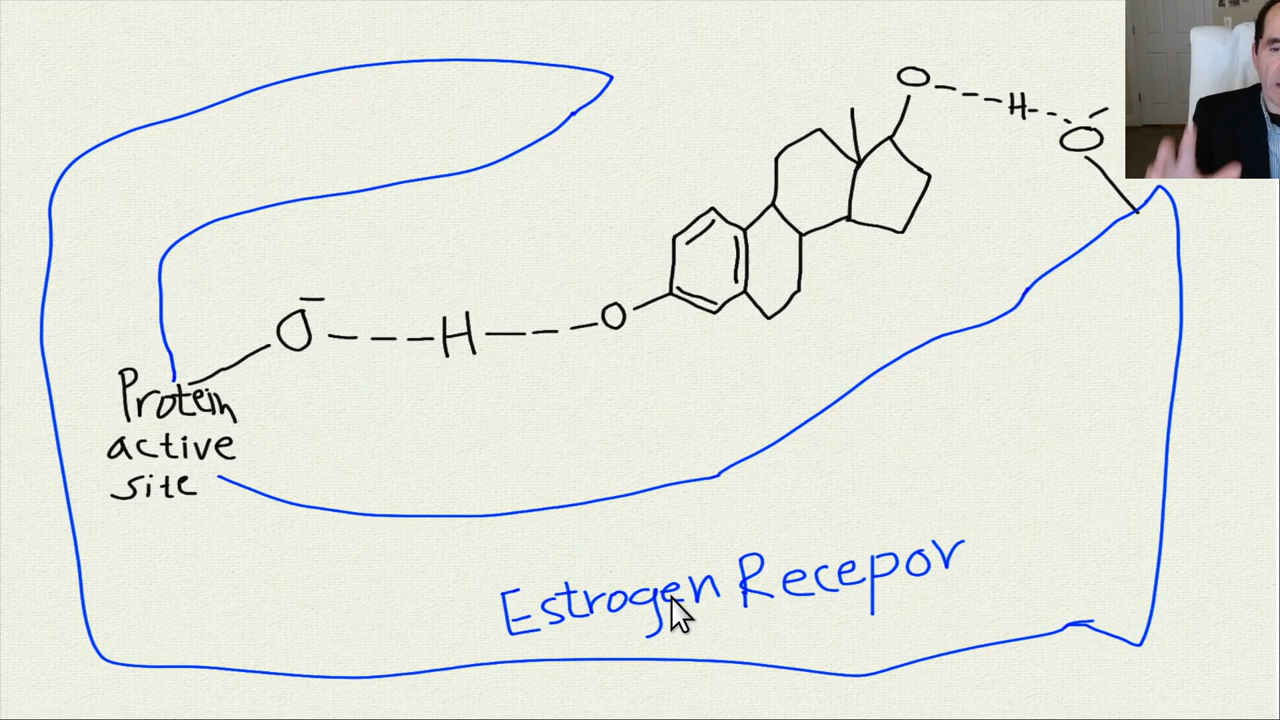 O---H---O
O---H---O
Protein
active
site
Estrogen Recepor